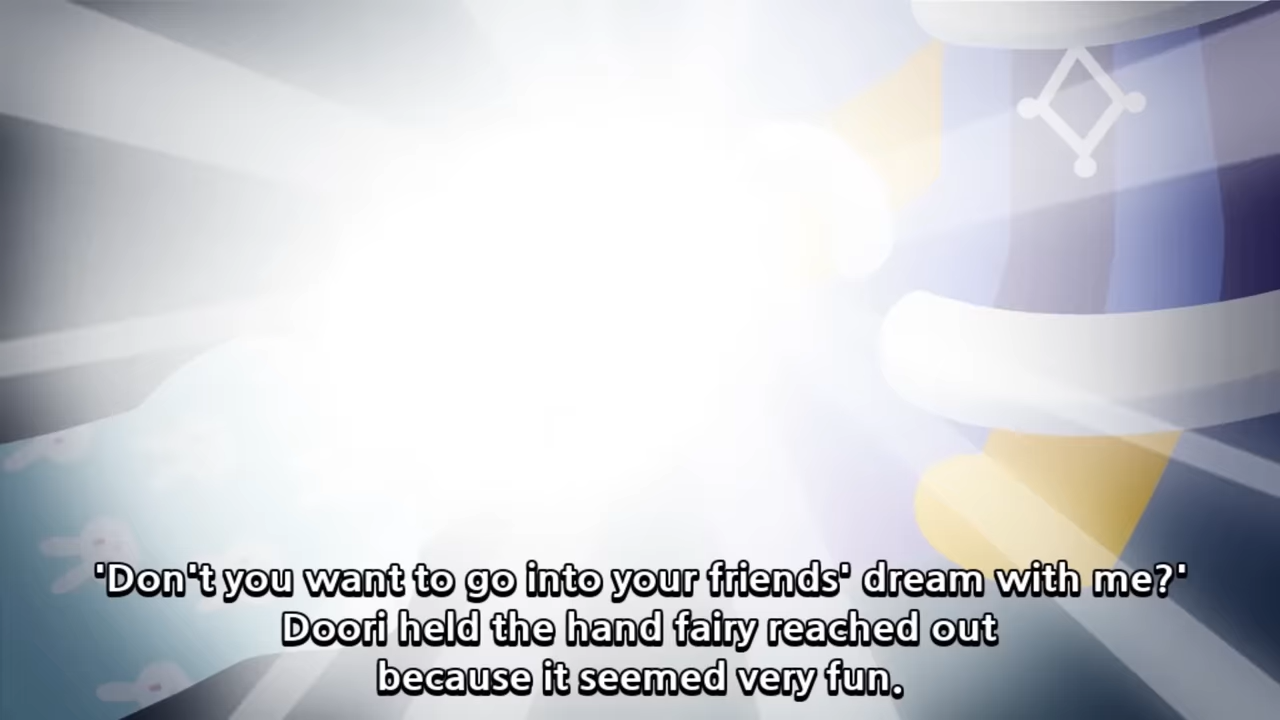 'Don't you want to go into your friends' dream with me?'
Doori held the hand fairy reached out
because it seemed very fun.